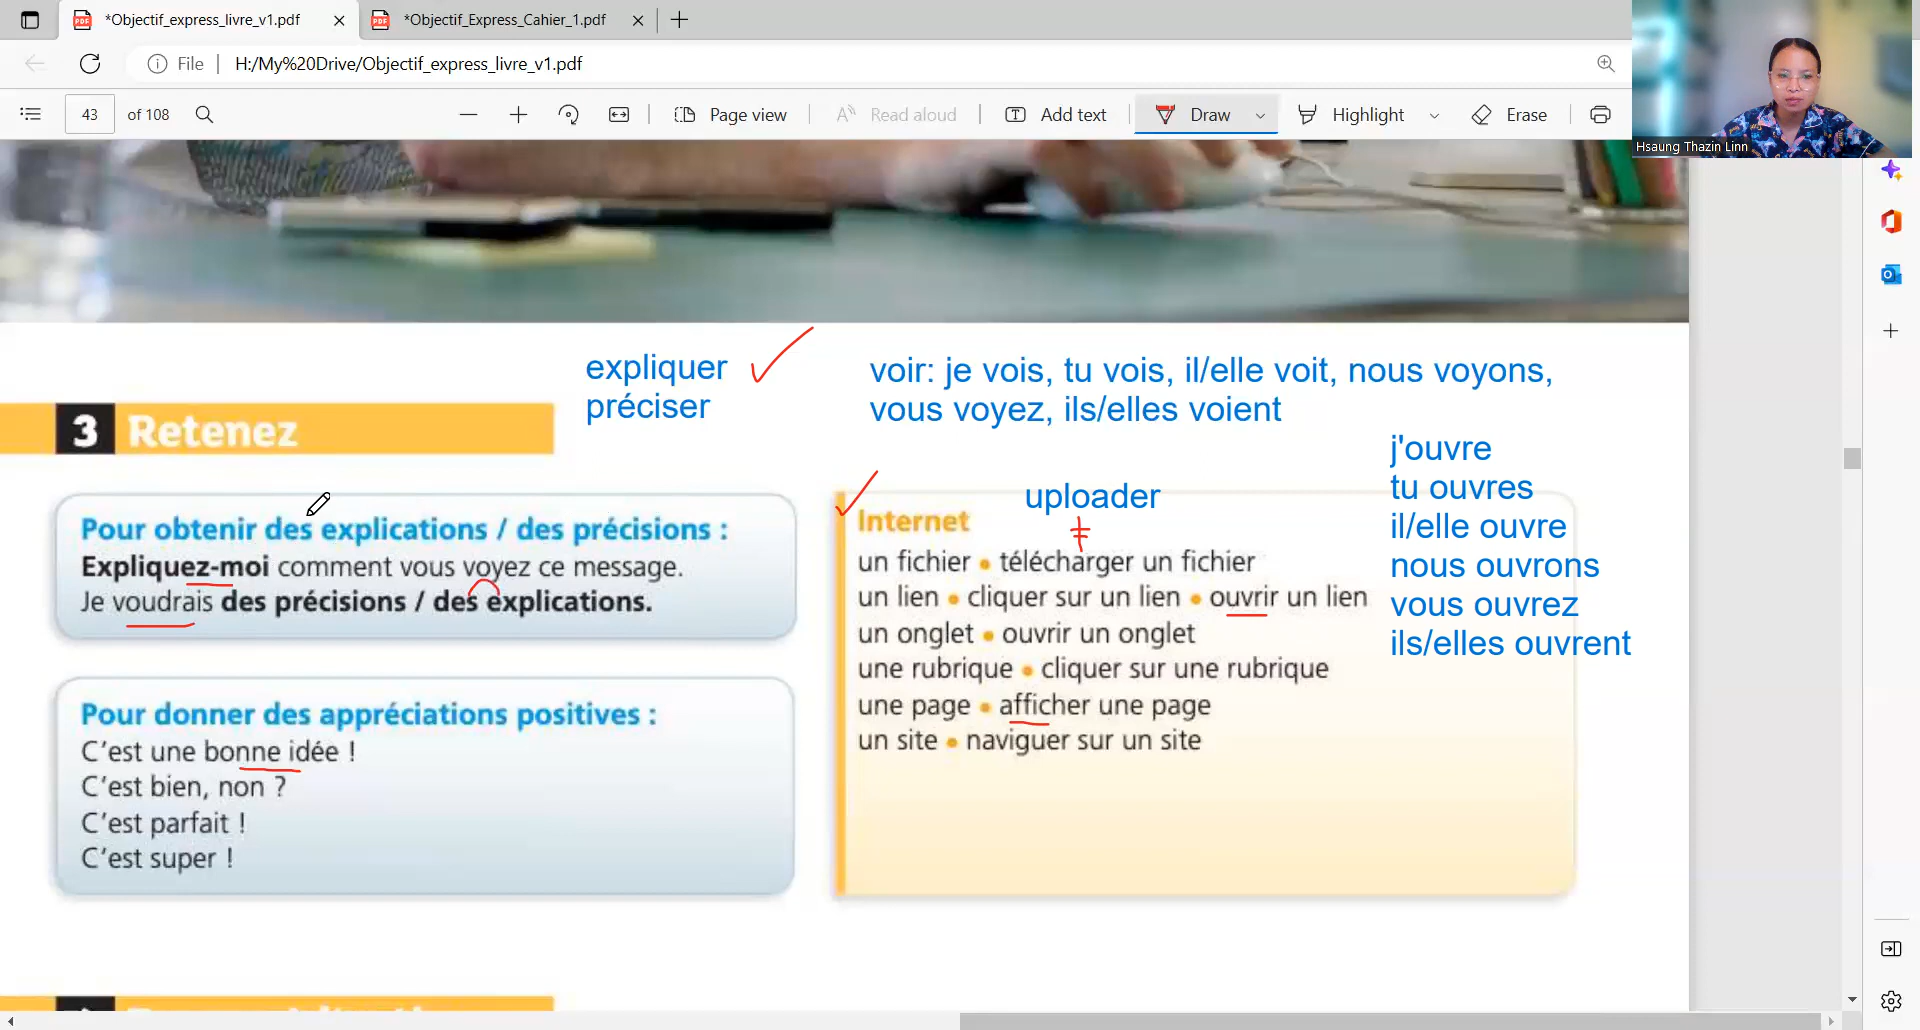 *Objectif_express_livre_v1.pdf
*Objectif_Express_Cahier_1.pdf
File
H:/My%20Drive/Objectif_express_livre_v1.pdf
43 of 108
Page view
Read aloud
Add text
Draw
Highlight
Erase
Hsaung Thazin Linn
expliquer
préciser
voir: je vois, tu vois, il/elle voit, nous voyons,
vous voyez, ils/elles voient
3 Retenez
Pour obtenir des explications / des précisions :
Expliquez-moi comment vous voyez ce message.
Je voudrais des précisions / des explications.
Pour donner des appréciations positives :
C'est une bonne idée !
C'est bien, non ?
C'est parfait !
C'est super !
uploader
Internet
un fichier • télécharger un fichier
un lien • cliquer sur un lien • ouvrir un lien
un onglet • ouvrir un onglet
une rubrique • cliquer sur une rubrique
une page • afficher une page
un site • naviguer sur un site
j'ouvre
tu ouvres
il/elle ouvre
nous ouvrons
vous ouvrez
ils/elles ouvrent